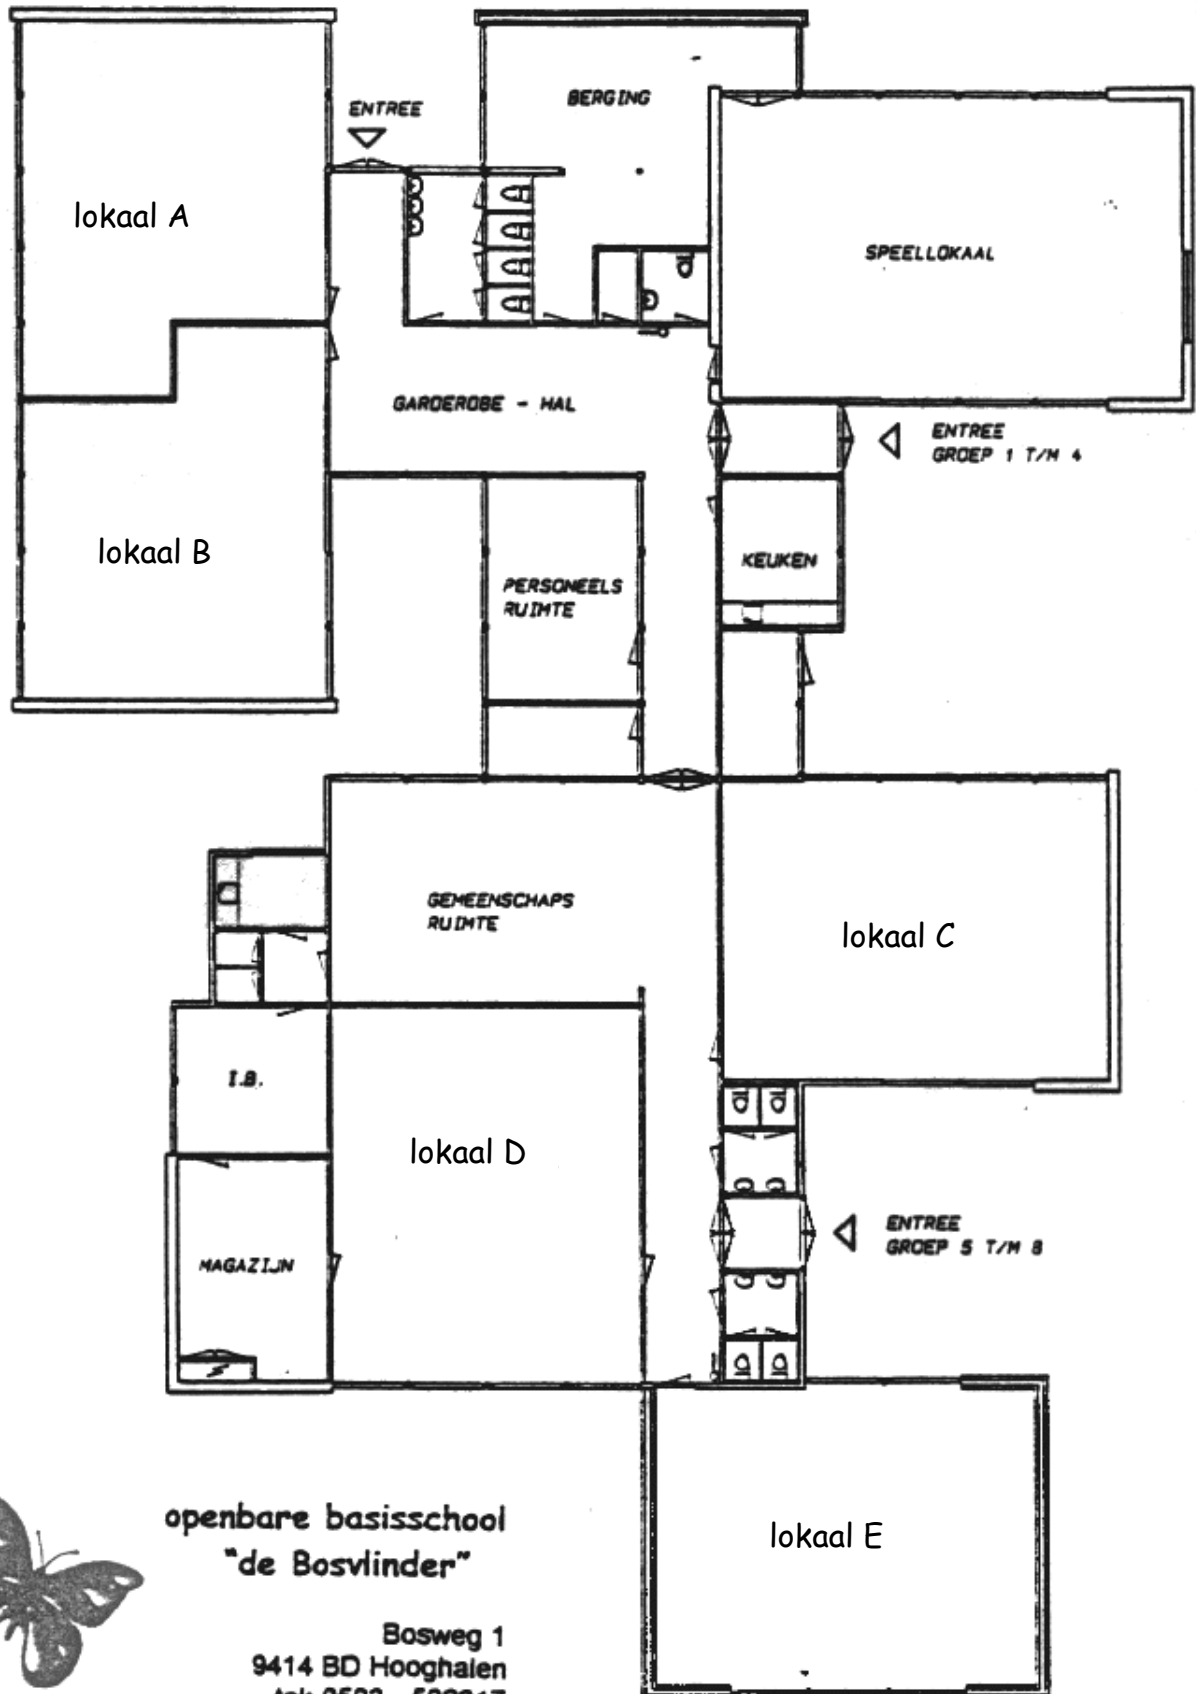 ENTREE
BERGING
lokaal A
SPEELLOKAAL
GARDEROBE - HAL
ENTREE
GROEP 1 T/M 4
lokaal B
KEUKEN
PERSONEELS
RUIMTE
GEMEENSCHAPS
RUIMTE
lokaal C
I.B.
lokaal D
MAGAZIJN
ENTREE
GROEP 5 T/M 8
lokaal E
openbare basisschool
“de Bosvlinder”
Bosweg 1
9414 BD Hooghalen